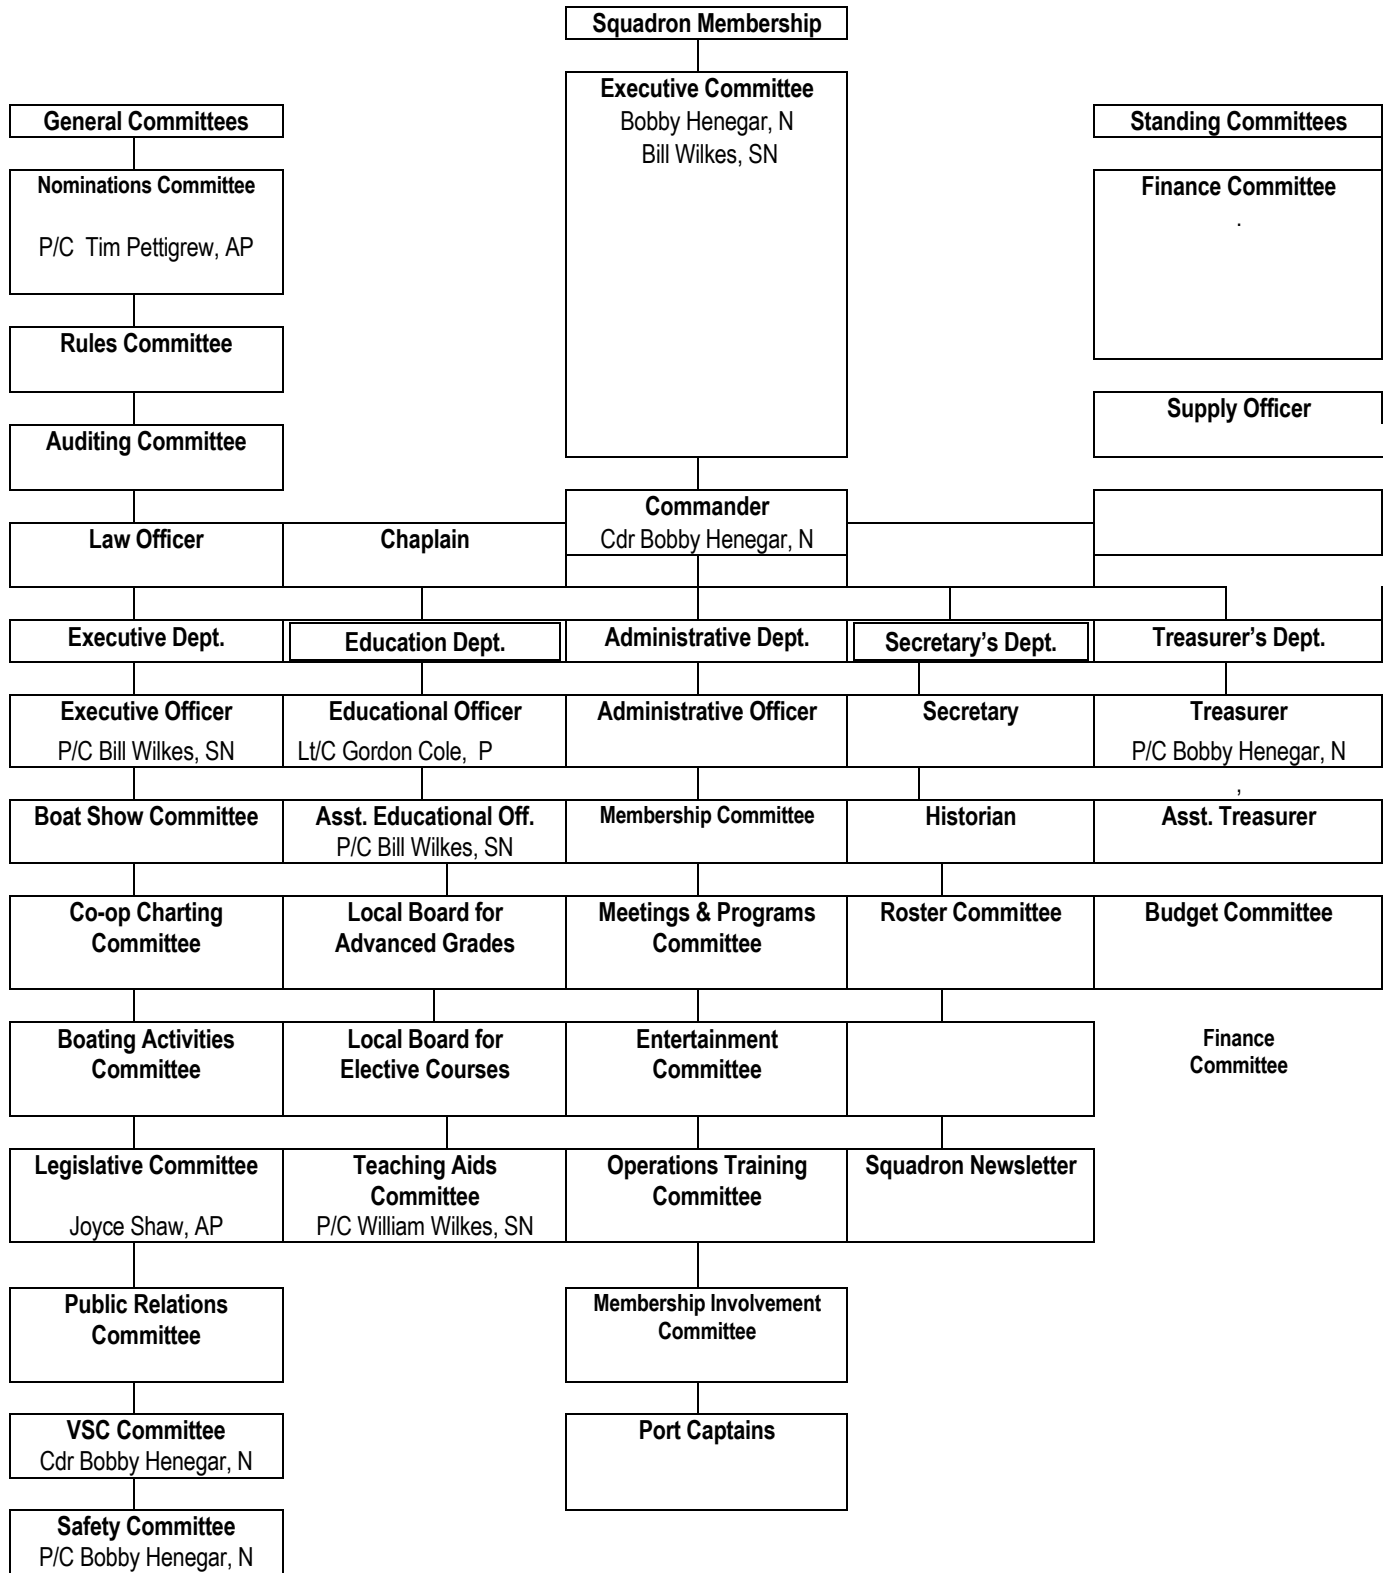 Squadron Membership
Executive Committee
Bobby Henegar, N
Bill Wilkes, SN
General Committees
Standing Committees
Nominations Committee
P/C  Tim Pettigrew, AP
Finance Committee
.
Rules Committee
Supply Officer
Auditing Committee
Commander
Cdr Bobby Henegar, N
Law Officer
Chaplain
Executive Dept.
Education Dept.
Administrative Dept.
Secretary’s Dept.
Treasurer’s Dept.
Executive Officer
P/C Bill Wilkes, SN
Educational Officer
Lt/C Gordon Cole,  P
Administrative Officer
Secretary
Treasurer
P/C Bobby Henegar, N
,
Boat Show Committee
Asst. Educational Off.
P/C Bill Wilkes, SN
Membership Committee
Historian
Asst. Treasurer
Co-op Charting
Committee
Local Board for
Advanced Grades
Meetings & Programs
Committee
Roster Committee
Budget Committee
Boating Activities
Committee
Local Board for
Elective Courses
Entertainment
Committee
Finance
Committee
Legislative Committee
Joyce Shaw, AP
Teaching Aids
Committee
P/C William Wilkes, SN
Operations Training
Committee
Squadron Newsletter
Public Relations
Committee
Membership Involvement
Committee
VSC Committee
Cdr Bobby Henegar, N
Port Captains
Safety Committee
P/C Bobby Henegar, N